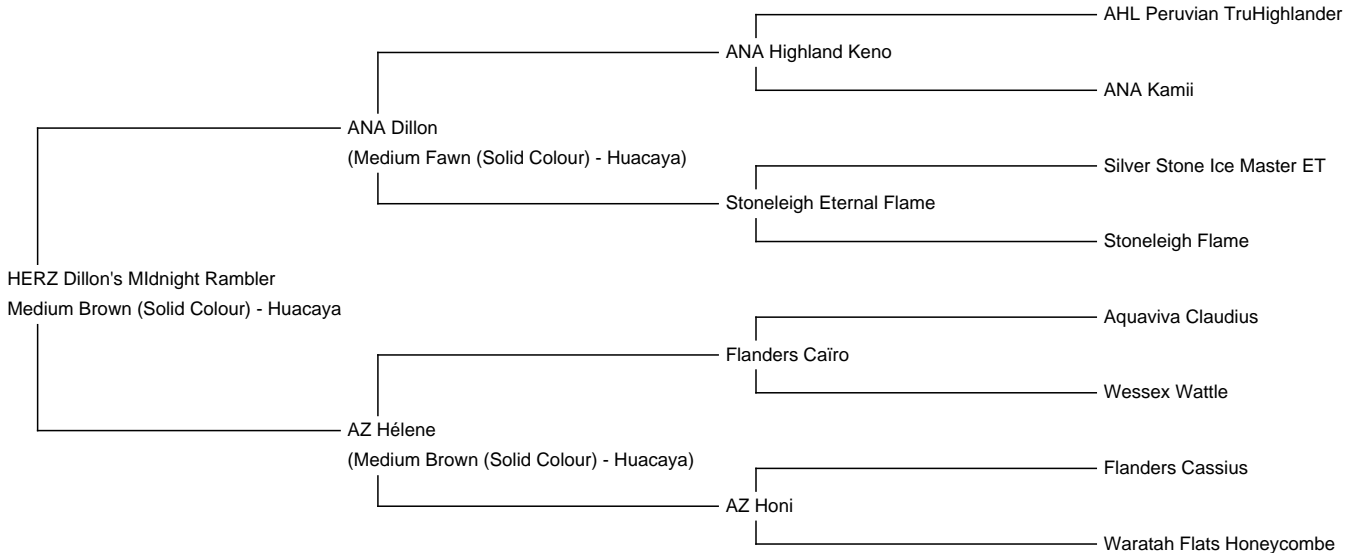 AHL Peruvian TruHighlander
ANA Highland Keno
ANA Kamii
ANA Dillon
(Medium Fawn (Solid Colour) - Huacaya)
Silver Stone Ice Master ET
Stoneleigh Eternal Flame
Stoneleigh Flame
HERZ Dillon's MIdnight Rambler
Medium Brown (Solid Colour) - Huacaya
Aquaviva Claudius
Flanders Caïro
Wessex Wattle
AZ Hélene
(Medium Brown (Solid Colour) - Huacaya)
Flanders Cassius
AZ Honi
Waratah Flats Honeycombe